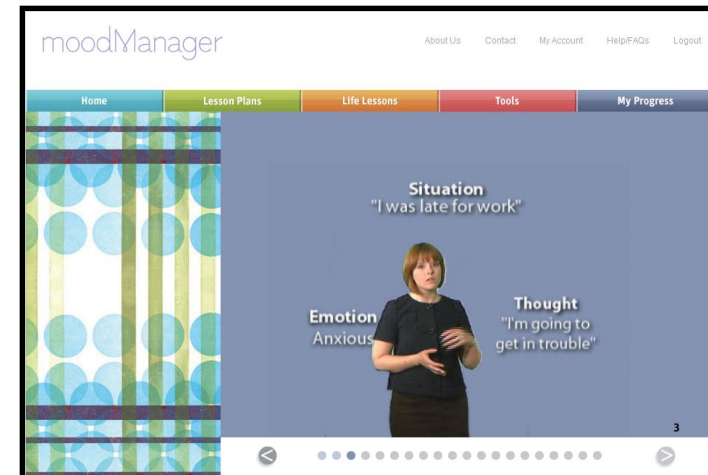 moodManager
About Us Contact My Account Help/FAQs Logout
Home Lesson Plans Life Lessons Tools My Progress
Situation
"I was late for work"
Emotion
Anxious
Thought
"I'm going to
get in trouble"
3
< >